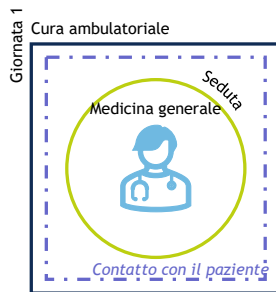 Giornata 1
Cura ambulatoriale
Seduta
Medicina generale
Contatto con il paziente